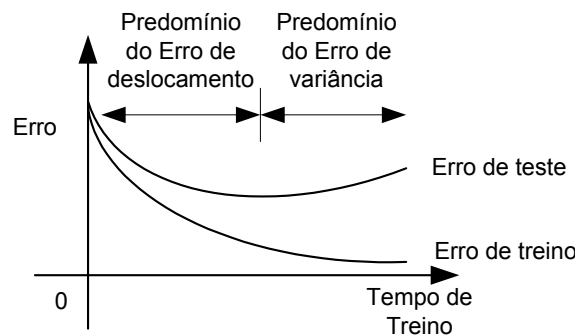 Predomínio
do Erro de
deslocamento
Predomínio
do Erro de
variância
Erro
Erro de teste
Erro de treino
0
Tempo de
Treino